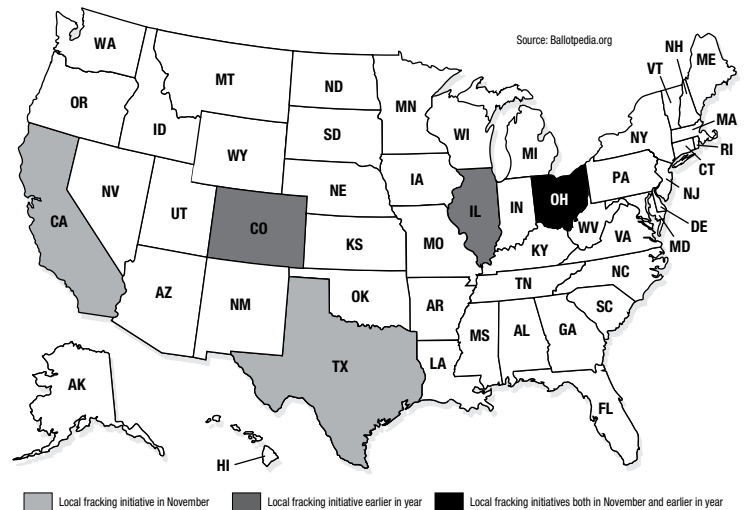 Source: Ballotpedia.org
NH
VT
ME
WA
MT
ND
MN
OR
ID
SD
WI
MI
NY
MA
RI
CT
WY
IA
PA
NJ
NE
NV
UT
CO
IL
IN
OH
WV
DE
MD
CA
KS
MO
KY
VA
AZ
NM
OK
AR
TN
NC
SC
MS
AL
GA
TX
LA
AK
FL
HI
Local fracking initiative in November
Local fracking initiative earlier in year
Local fracking initiatives both in November and earlier in year